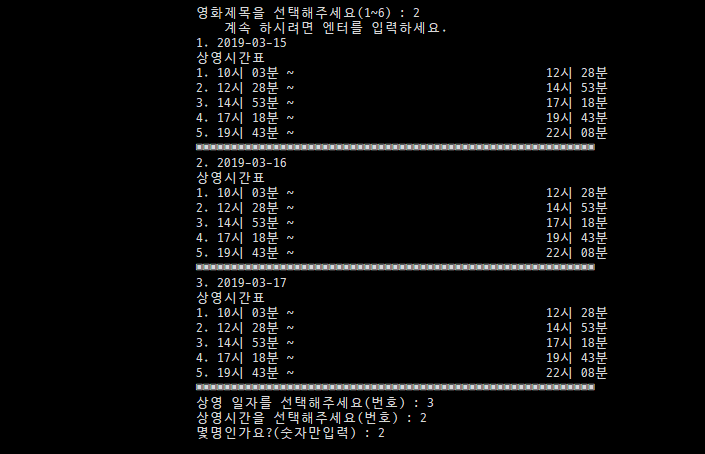 영화제목을 선택해주세요(1~6) : 2
계속 하시려면 엔터를 입력하세요.
1. 2019-03-15
상영시간표
1. 10시 03분 ~ 12시 28분
2. 12시 28분 ~ 14시 53분
3. 14시 53분 ~ 17시 18분
4. 17시 18분 ~ 19시 43분
5. 19시 43분 ~ 22시 08분
2. 2019-03-16
상영시간표
1. 10시 03분 ~ 12시 28분
2. 12시 28분 ~ 14시 53분
3. 14시 53분 ~ 17시 18분
4. 17시 18분 ~ 19시 43분
5. 19시 43분 ~ 22시 08분
3. 2019-03-17
상영시간표
1. 10시 03분 ~ 12시 28분
2. 12시 28분 ~ 14시 53분
3. 14시 53분 ~ 17시 18분
4. 17시 18분 ~ 19시 43분
5. 19시 43분 ~ 22시 08분
상영 일자를 선택해주세요(번호) : 3
상영시간을 선택해주세요(번호) : 2
몇명인가요?(숫자만입력) : 2